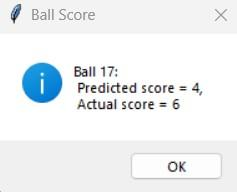 Ball Score
Ball 17:
Predicted score = 4,
Actual score = 6
OK